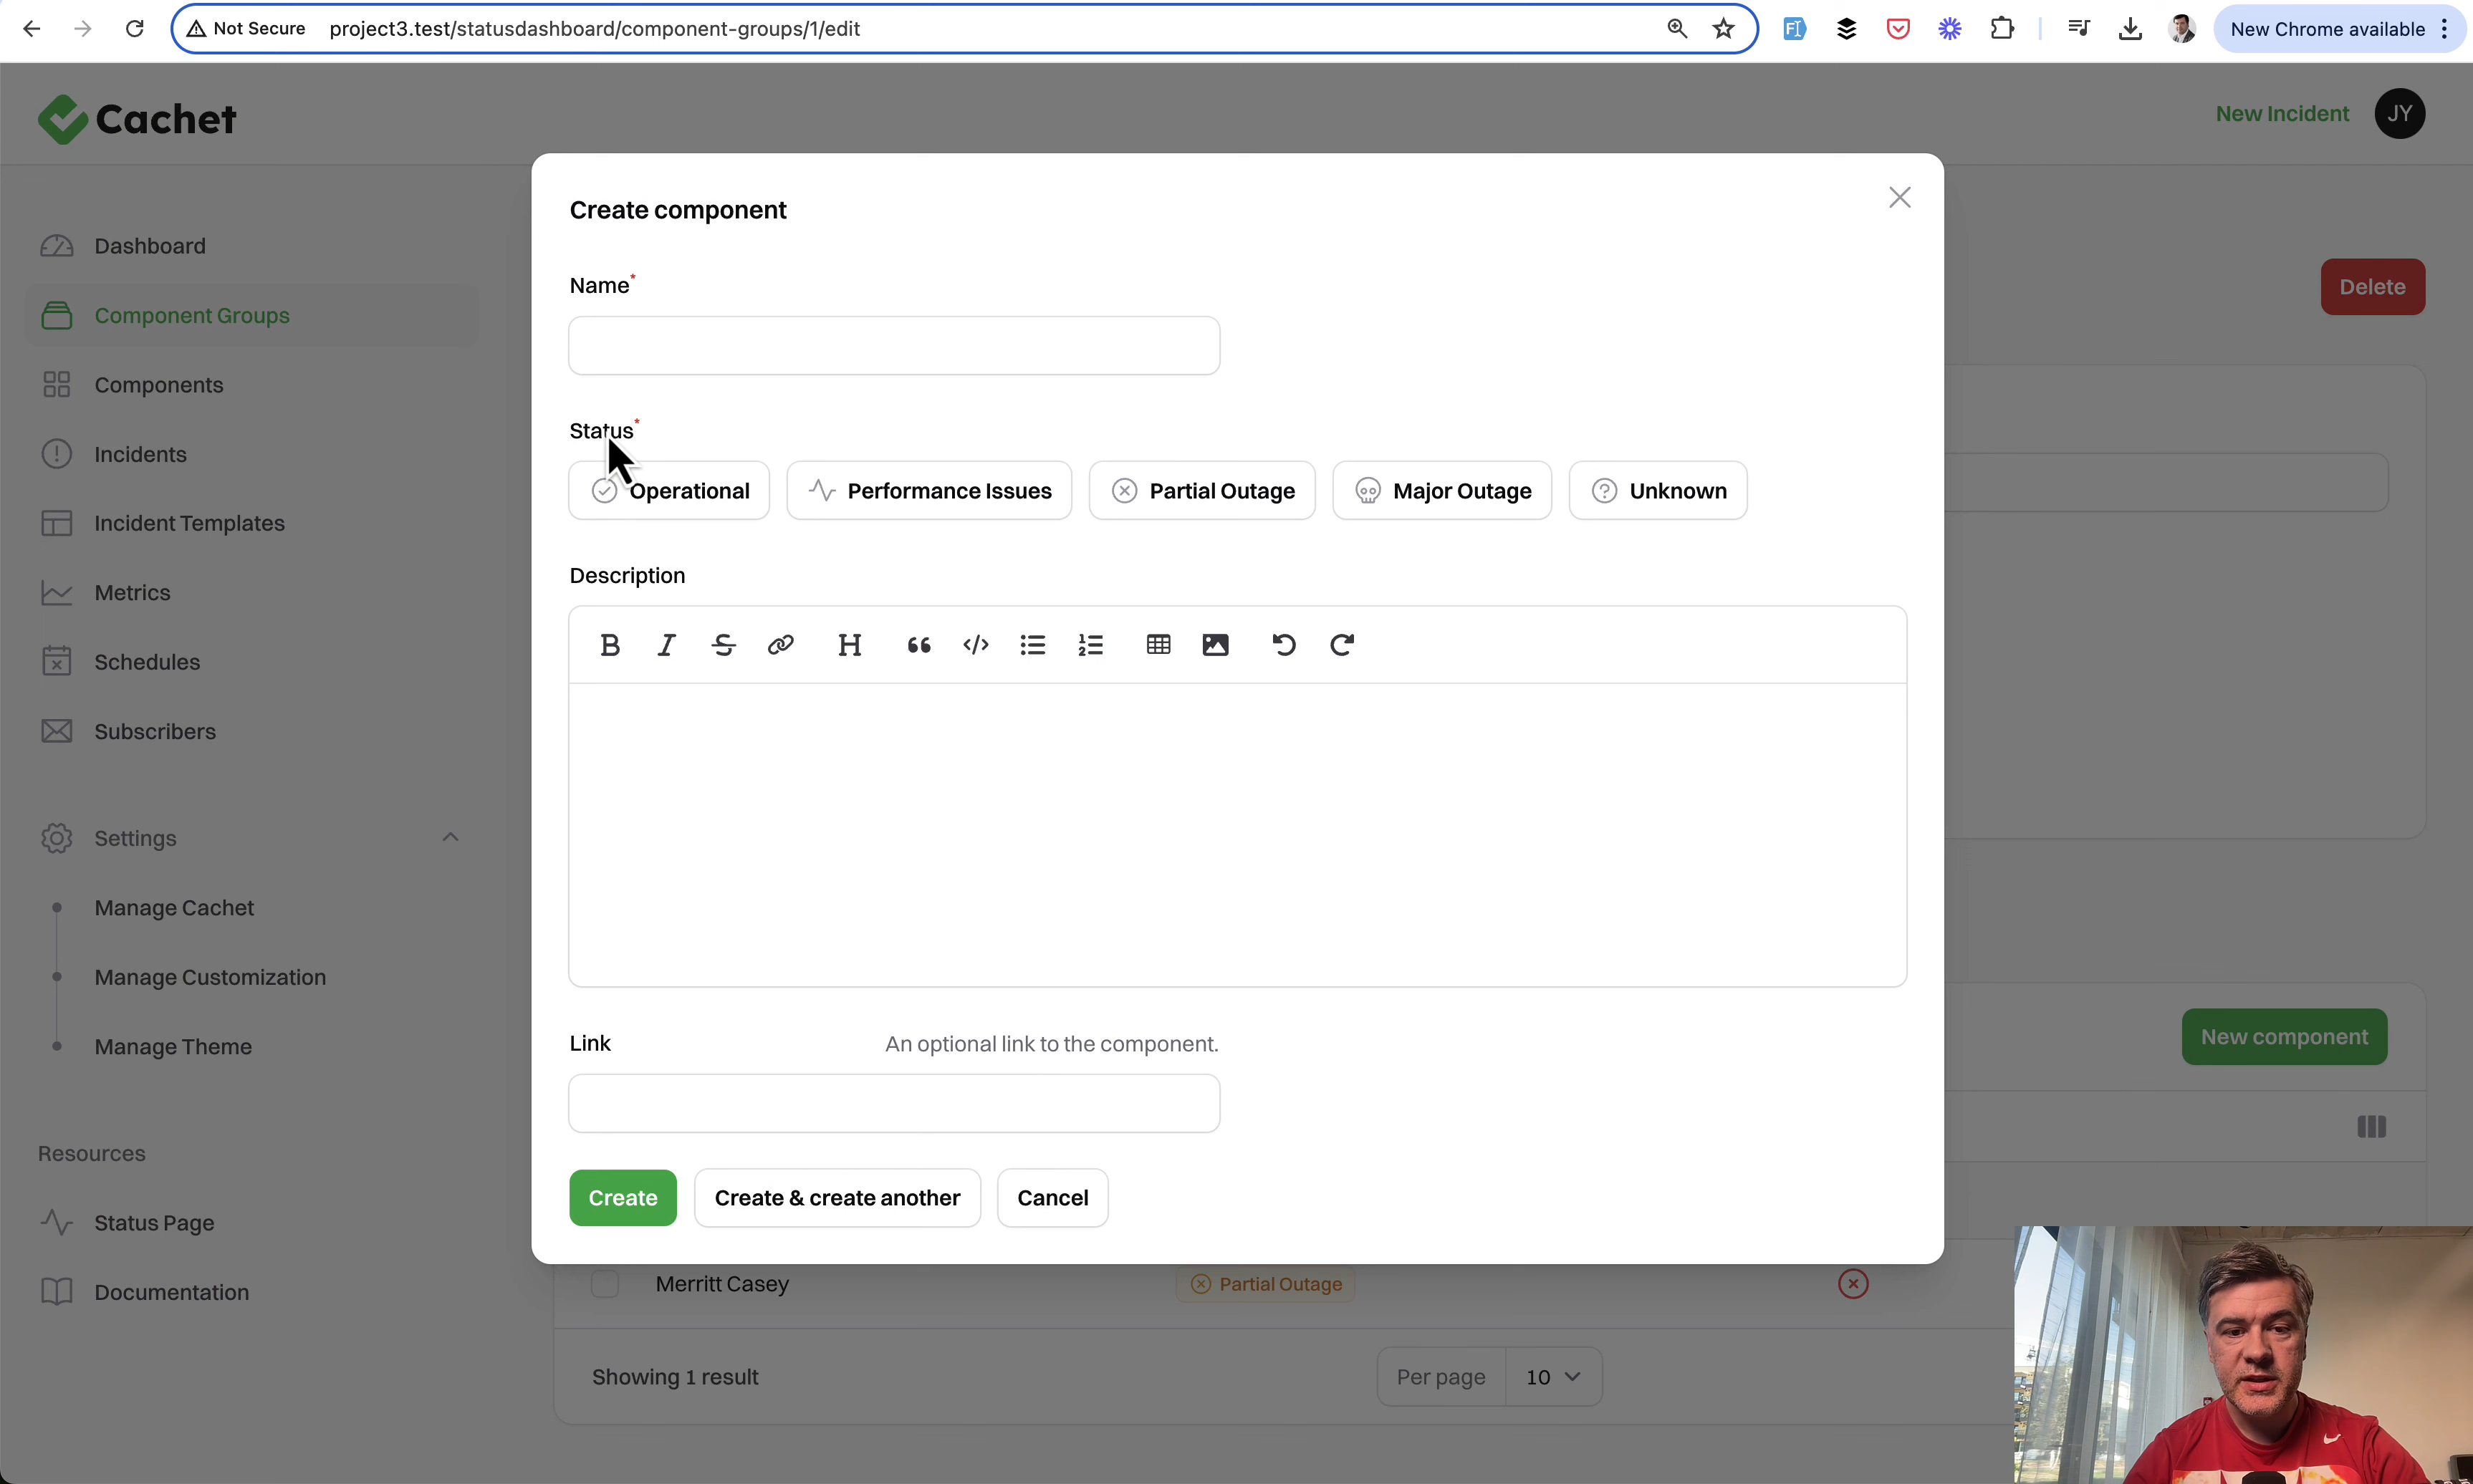 Not Secure project3.test/statusdashboard/component-groups/1/edit
New Chrome available
Cachet
New Incident
JY
Dashboard
Component Groups
Components
Incidents
Incident Templates
Metrics
Schedules
Subscribers
Settings
Manage Cachet
Manage Customization
Manage Theme
Resources
Status Page
Documentation
Delete
Create component
Name*
Status*
Operational
Performance Issues
Partial Outage
Major Outage
Unknown
Description
Link
An optional link to the component.
Create
Create & create another
Cancel
New component
Merritt Casey
Partial Outage
Showing 1 result
Per page
10